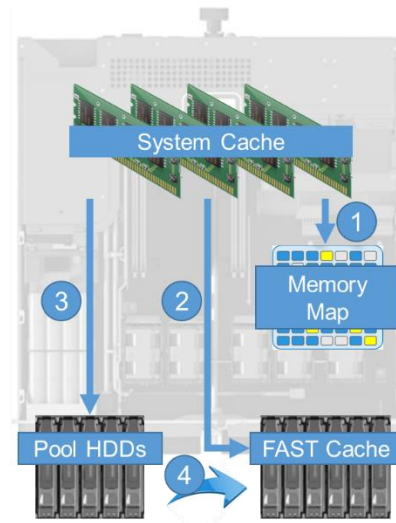 System Cache
1
Memory
Map
3
2
Pool HDDs
4
FAST Cache